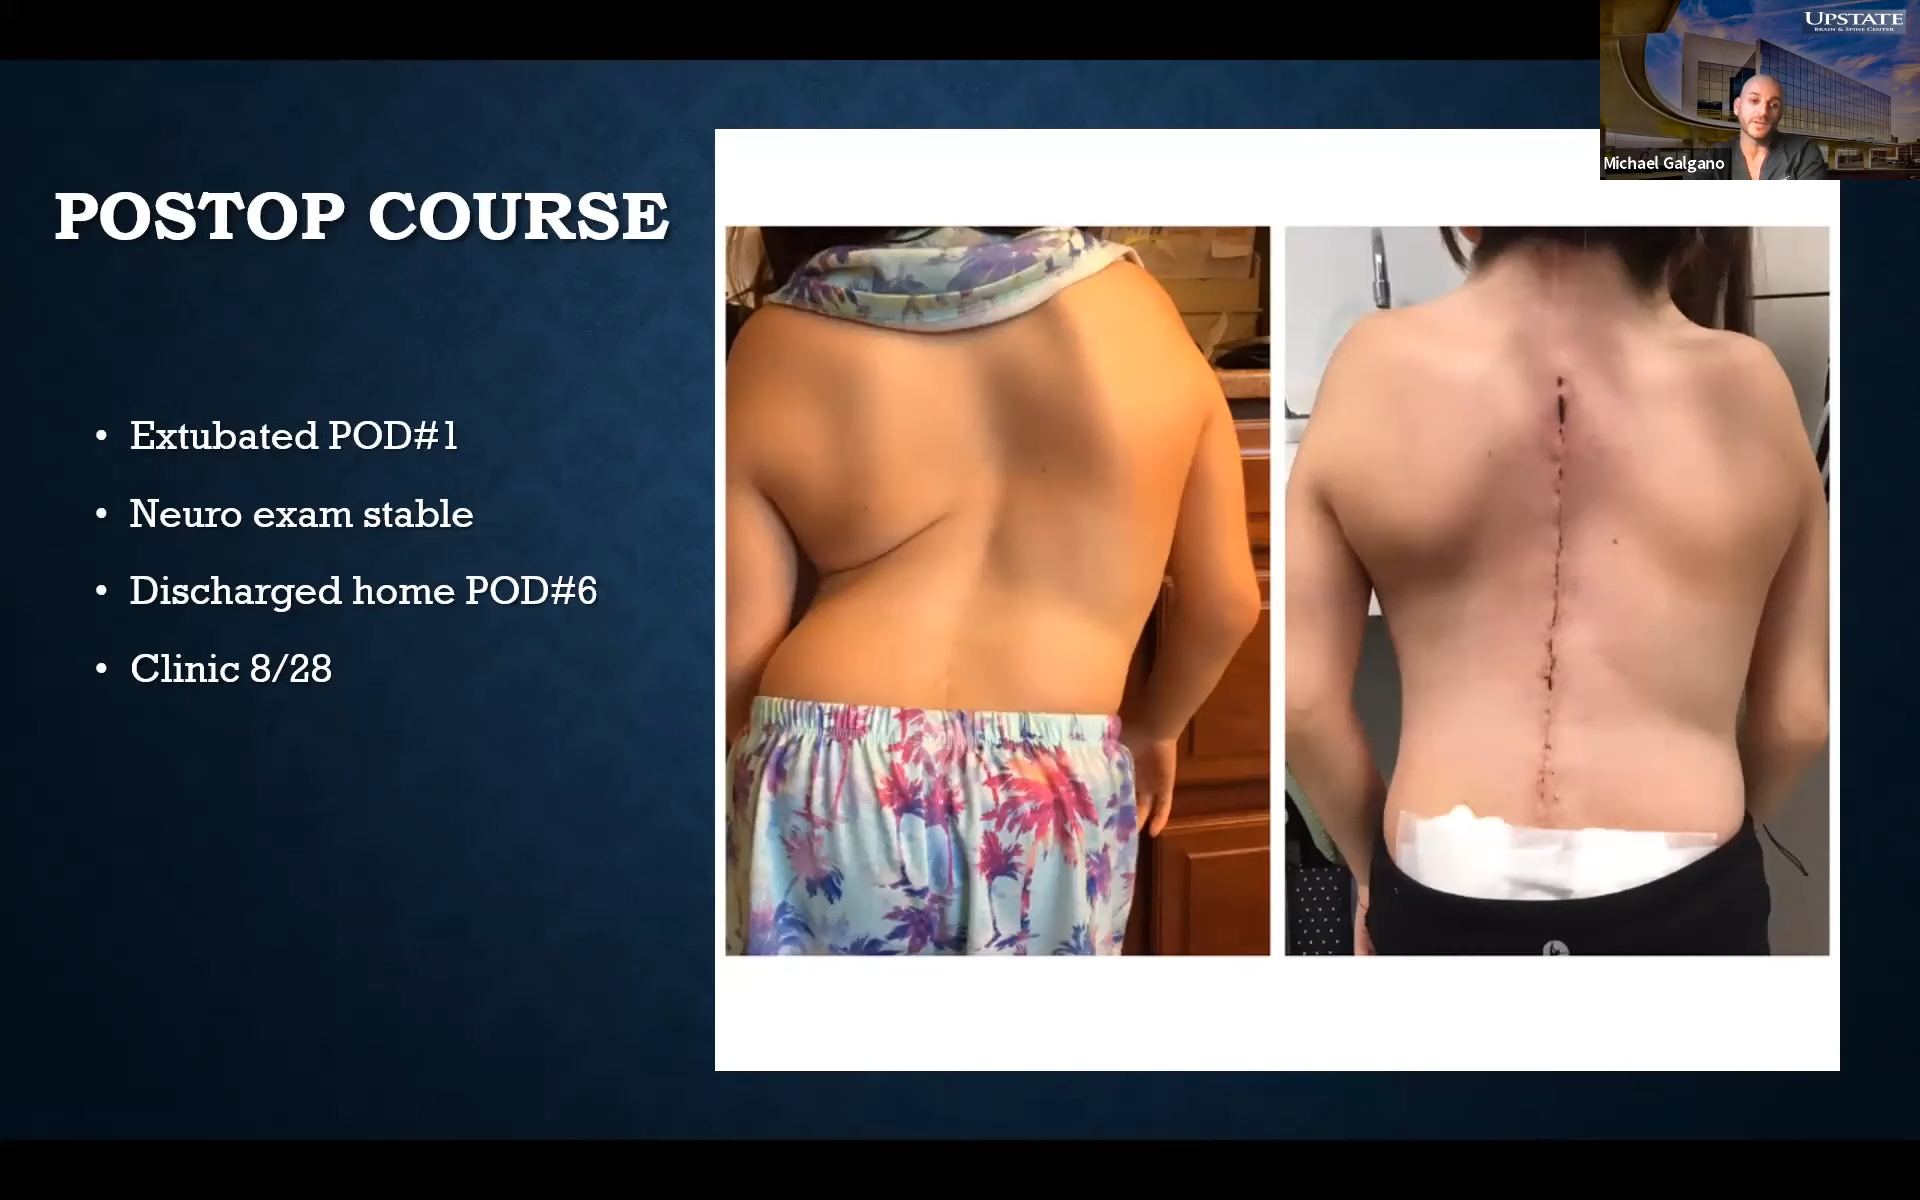 UPSTATE
BRAIN & SPINE CENTER
Michael Galgano
POSTOP COURSE
• Extubated POD#1
• Neuro exam stable
• Discharged home POD#6
• Clinic 8/28